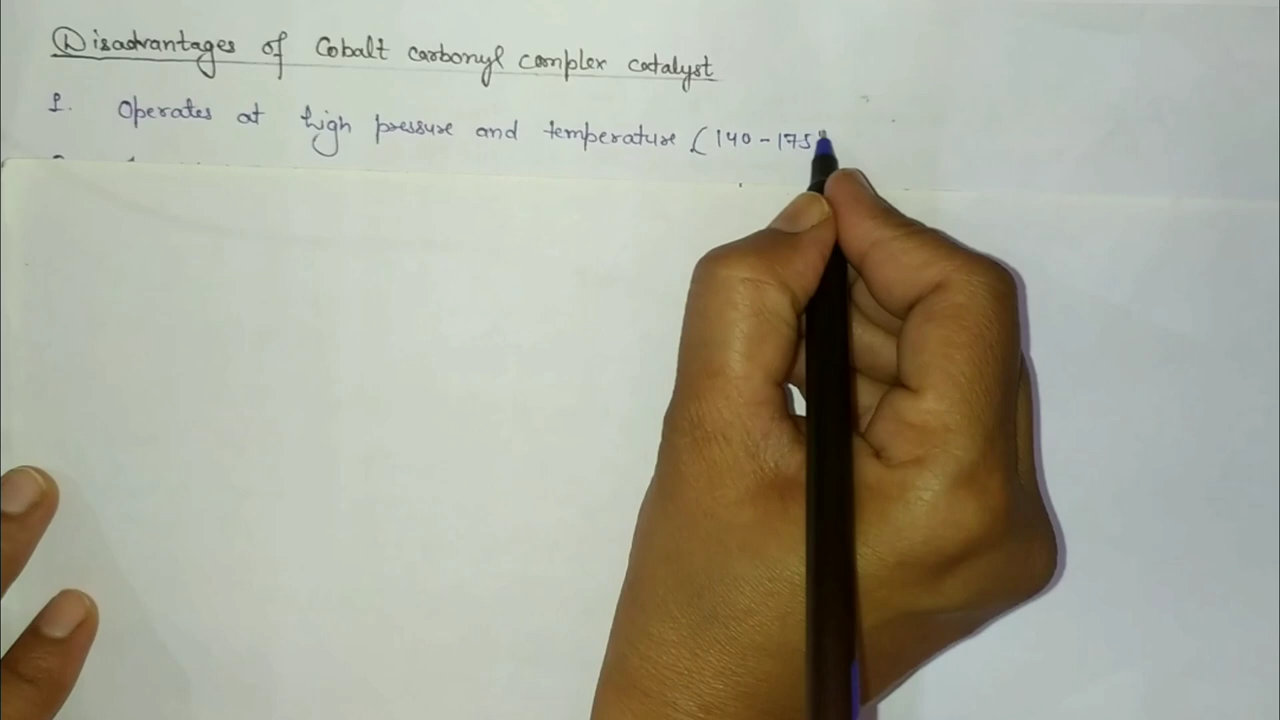 Disadvantages of Cobalt carbonyl complex catalyst
1. Operates at high pressure and temperature (140-175